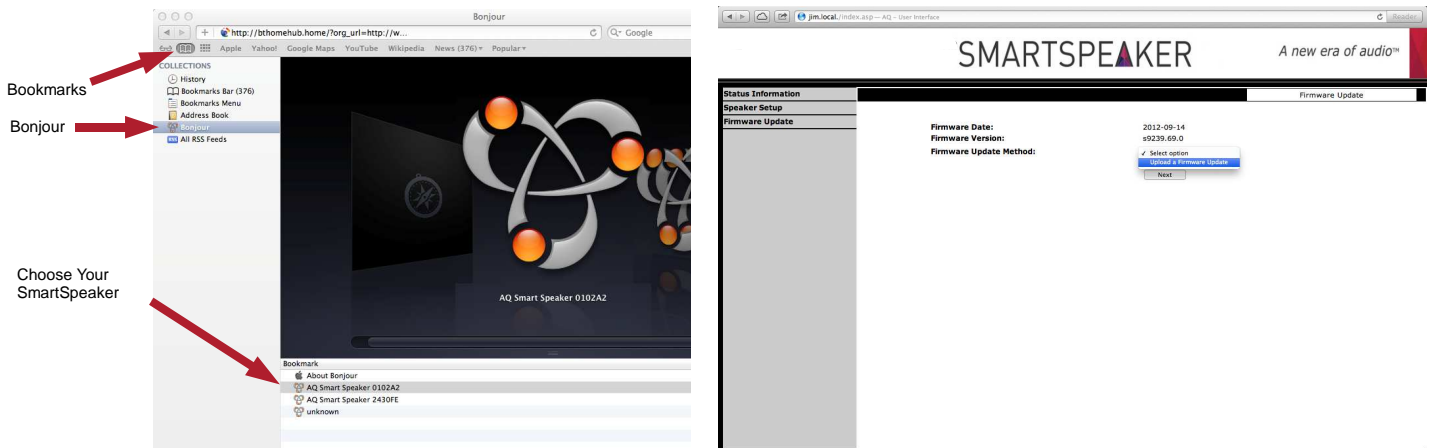 Bookmarks
Bonjour
Choose Your
SmartSpeaker
Bonjour
http://bthomehub.home/?org_url=http://w...
Google
Apple Yahoo! Google Maps YouTube Wikipedia News (376) Popular
COLLECTIONS
History
Bookmarks Bar (376)
Bookmarks Menu
Address Book
Bonjour
RSS All RSS Feeds
AQ Smart Speaker 0102A2
Bookmark
About Bonjour
AQ Smart Speaker 0102A2
AQ Smart Speaker 2430FE
unknown
jim.local./index.asp — AQ – User Interface
Reader
SMARTSPEAKER
A new era of audio™
Status Information
Speaker Setup
Firmware Update
Firmware Update
Firmware Date: 2012-09-14
Firmware Version: s9239.69.0
Firmware Update Method:
✓ Select option
Upload a Firmware Update
Next